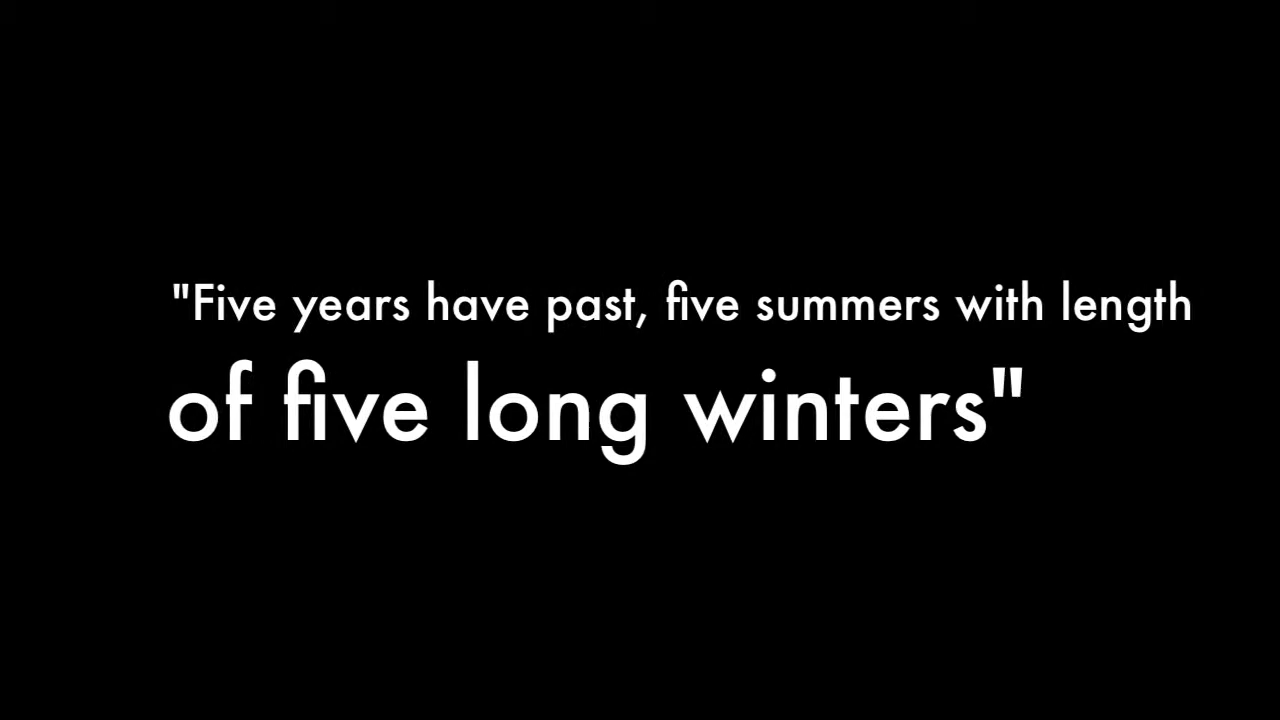 "Five years have past, five summers with length
of five long winters"